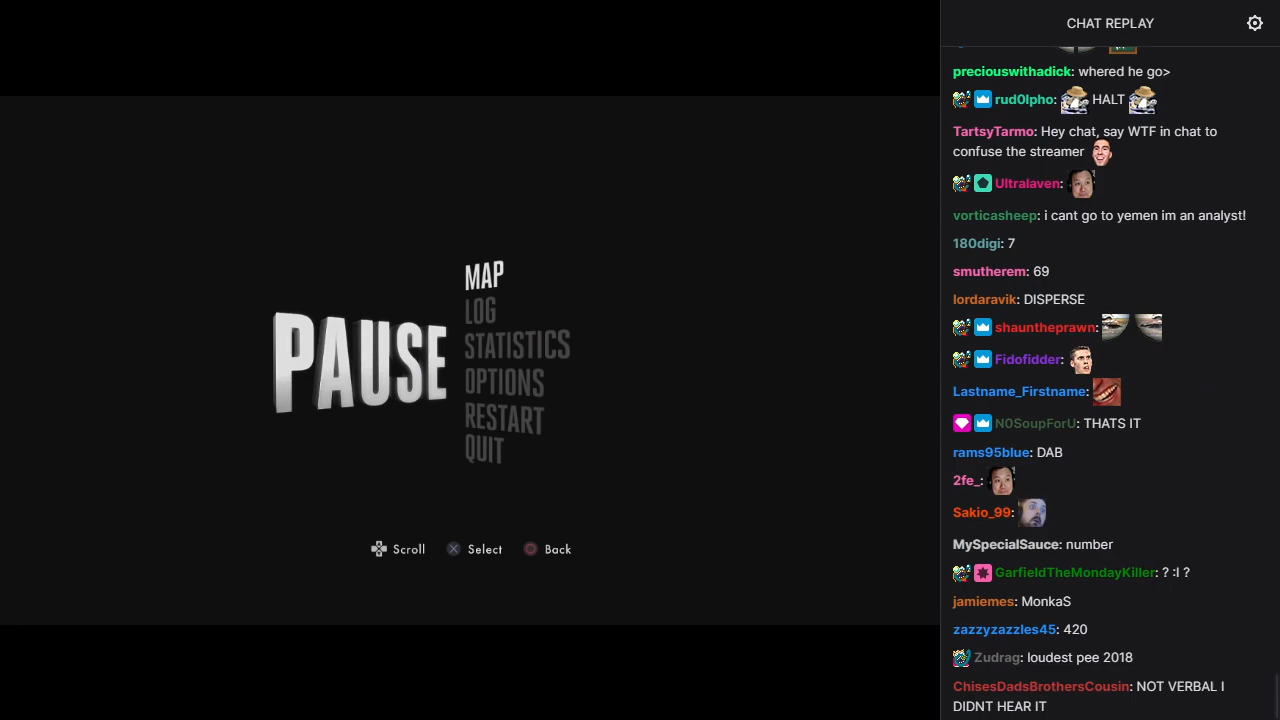 PAUSE
MAP
LOG
STATISTICS
OPTIONS
RESTART
QUIT
Scroll
Select
Back
CHAT REPLAY
preciouswithadick: whered he go>
rud0lpho: HALT
TartsyTarmo: Hey chat, say WTF in chat to
confuse the streamer
Ultralaven:
vorticasheep: i cant go to yemen im an analyst!
180digi: 7
smutherem: 69
lordaravik: DISPERSE
shauntheprawn:
Fidofidder:
Lastname_Firstname:
N0SoupForU: THATS IT
rams95blue: DAB
2fe_:
Sakio_99:
MySpecialSauce: number
GarfieldTheMondayKiller: ? :I ?
jamiemes: MonkaS
zazzyzazzles45: 420
Zudrag: loudest pee 2018
ChisesDadsBrothersCousin: NOT VERBAL I
DIDNT HEAR IT